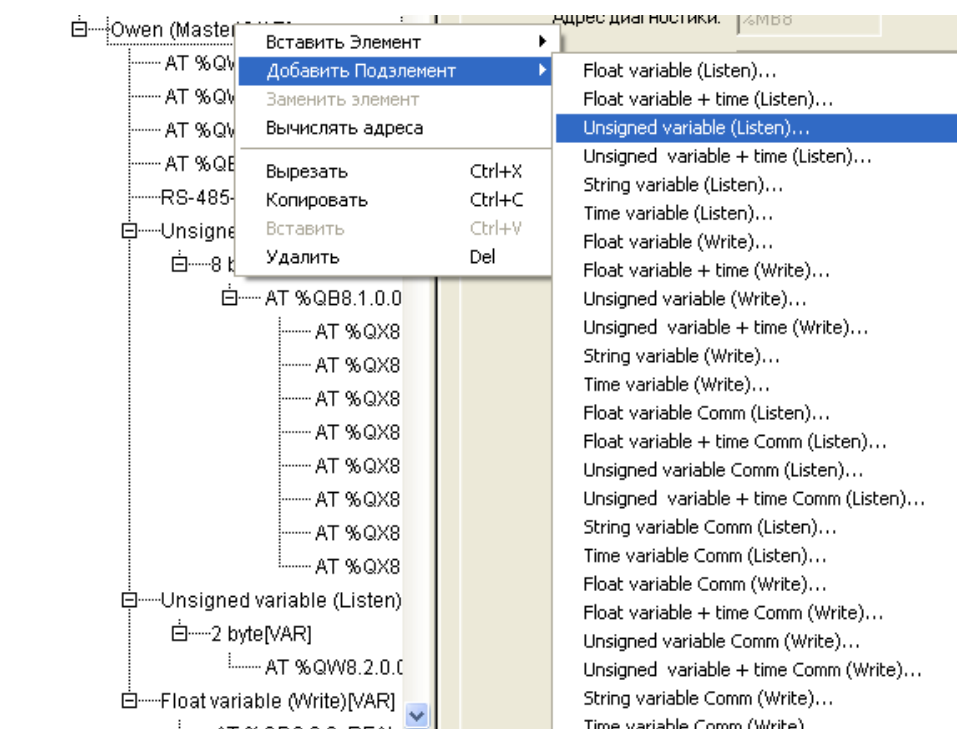 Owen (Master
AT %QW
AT %QW
AT %QW
AT %QB
RS-485-
Unsigne
8 b
AT %QB8.1.0.0
AT %QX8
AT %QX8
AT %QX8
AT %QX8
AT %QX8
AT %QX8
AT %QX8
AT %QX8
Unsigned variable (Listen)
2 byte[VAR]
AT %QW8.2.0.0
Float variable (Write)[VAR]
Вставить Элемент
Добавить Подэлемент
Заменить элемент
Вычислять адреса
Вырезать Ctrl+X
Копировать Ctrl+C
Вставить Ctrl+V
Удалить Del
Адрес диагностики: %MB8
Float variable (Listen)...
Float variable + time (Listen)...
Unsigned variable (Listen)...
Unsigned  variable + time (Listen)...
String variable (Listen)...
Time variable (Listen)...
Float variable (Write)...
Float variable + time (Write)...
Unsigned variable (Write)...
Unsigned  variable + time (Write)...
String variable (Write)...
Time variable (Write)...
Float variable Comm (Listen)...
Float variable + time Comm (Listen)...
Unsigned variable Comm (Listen)...
Unsigned  variable + time Comm (Listen)...
String variable Comm (Listen)...
Time variable Comm (Listen)...
Float variable Comm (Write)...
Float variable + time Comm (Write)...
Unsigned variable Comm (Write)...
Unsigned  variable + time Comm (Write)...
String variable Comm (Write)...
Time variable Comm (Write)